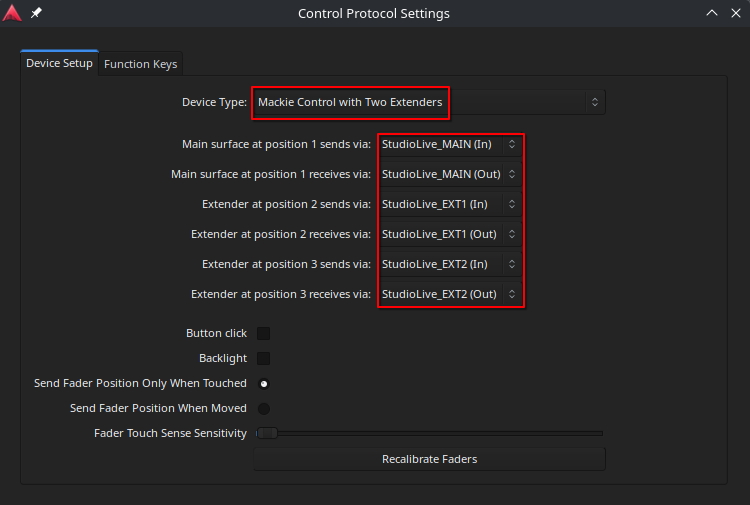 Control Protocol Settings
Device Setup
Function Keys
Device Type: Mackie Control with Two Extenders
Main surface at position 1 sends via: StudioLive_MAIN (In)
Main surface at position 1 receives via: StudioLive_MAIN (Out)
Extender at position 2 sends via: StudioLive_EXT1 (In)
Extender at position 2 receives via: StudioLive_EXT1 (Out)
Extender at position 3 sends via: StudioLive_EXT2 (In)
Extender at position 3 receives via: StudioLive_EXT2 (Out)
Button click
Backlight
Send Fader Position Only When Touched
Send Fader Position When Moved
Fader Touch Sense Sensitivity
Recalibrate Faders